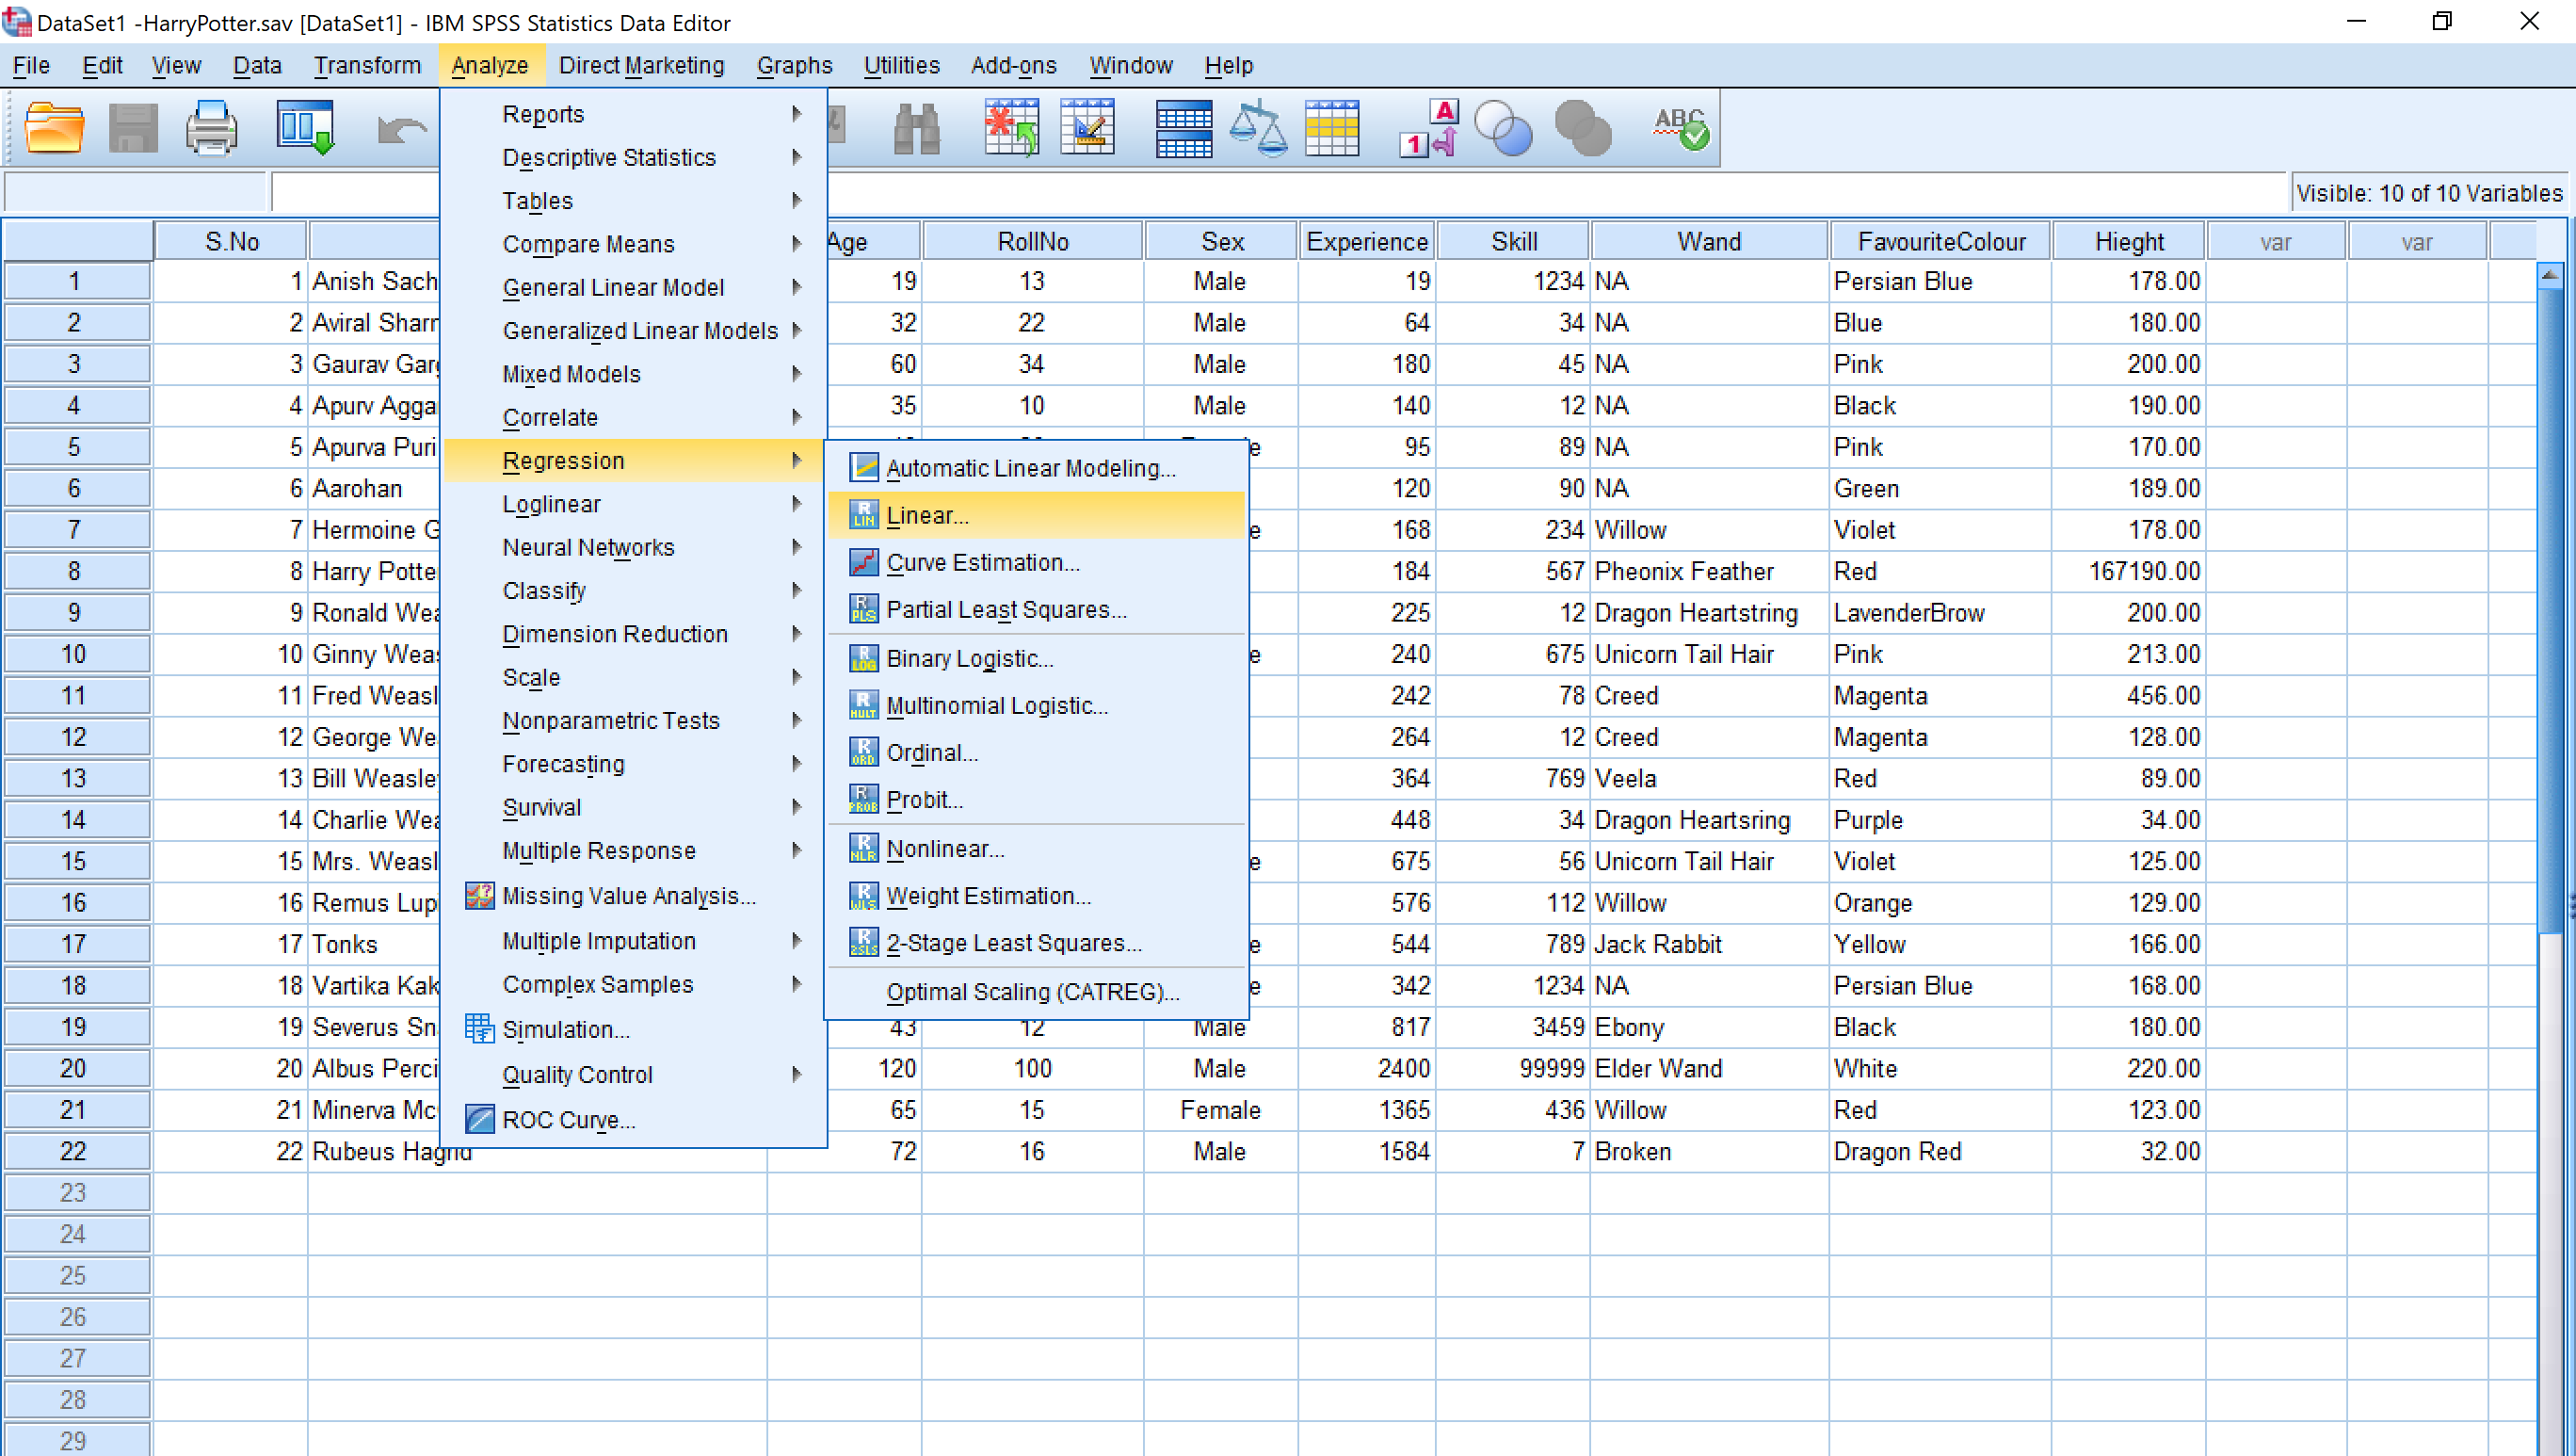 DataSet1 -HarryPotter.sav [DataSet1] - IBM SPSS Statistics Data Editor
File Edit View Data Transform Analyze Direct Marketing Graphs Utilities Add-ons Window Help
A 1 ABC
Visible: 10 of 10 Variables
S.No Age RollNo Sex Experience Skill Wand FavouriteColour Hieght var var
1 1 Anish Sach 19 13 Male 19 1234 NA Persian Blue 178.00
2 2 Aviral Sharm 32 22 Male 64 34 NA Blue 180.00
3 3 Gaurav Garg 60 34 Male 180 45 NA Pink 200.00
4 4 Apurv Aggar 35 10 Male 140 12 NA Black 190.00
5 5 Apurva Puri 95 89 NA Pink 170.00
6 6 Aarohan 120 90 NA Green 189.00
7 7 Hermoine G 168 234 Willow Violet 178.00
8 8 Harry Potter 184 567 Pheonix Feather Red 167190.00
9 9 Ronald Wea 225 12 Dragon Heartstring LavenderBrow 200.00
10 10 Ginny Weas 240 675 Unicorn Tail Hair Pink 213.00
11 11 Fred Weasl 242 78 Creed Magenta 456.00
12 12 George We 264 12 Creed Magenta 128.00
13 13 Bill Weasley 364 769 Veela Red 89.00
14 14 Charlie Wea 448 34 Dragon Heartsring Purple 34.00
15 15 Mrs. Weasl 675 56 Unicorn Tail Hair Violet 125.00
16 16 Remus Lup 576 112 Willow Orange 129.00
17 17 Tonks 544 789 Jack Rabbit Yellow 166.00
18 18 Vartika Kak 342 1234 NA Persian Blue 168.00
19 19 Severus Sn 43 12 Male 817 3459 Ebony Black 180.00
20 20 Albus Perci 120 100 Male 2400 99999 Elder Wand White 220.00
21 21 Minerva Mc 65 15 Female 1365 436 Willow Red 123.00
22 22 Rubeus Hagrid 72 16 Male 1584 7 Broken Dragon Red 32.00
23
24
25
26
27
28
29
Reports
Descriptive Statistics
Tables
Compare Means
General Linear Model
Generalized Linear Models
Mixed Models
Correlate
Regression
Loglinear
Neural Networks
Classify
Dimension Reduction
Scale
Nonparametric Tests
Forecasting
Survival
Multiple Response
Missing Value Analysis...
Multiple Imputation
Complex Samples
Simulation...
Quality Control
ROC Curve...
Automatic Linear Modeling...
R LIN Linear...
Curve Estimation...
R PLS Partial Least Squares...
R LOG Binary Logistic...
R MULT Multinomial Logistic...
R ORD Ordinal...
R PROB Probit...
R NLR Nonlinear...
R WLS Weight Estimation...
R 2SLS 2-Stage Least Squares...
Optimal Scaling (CATREG)...